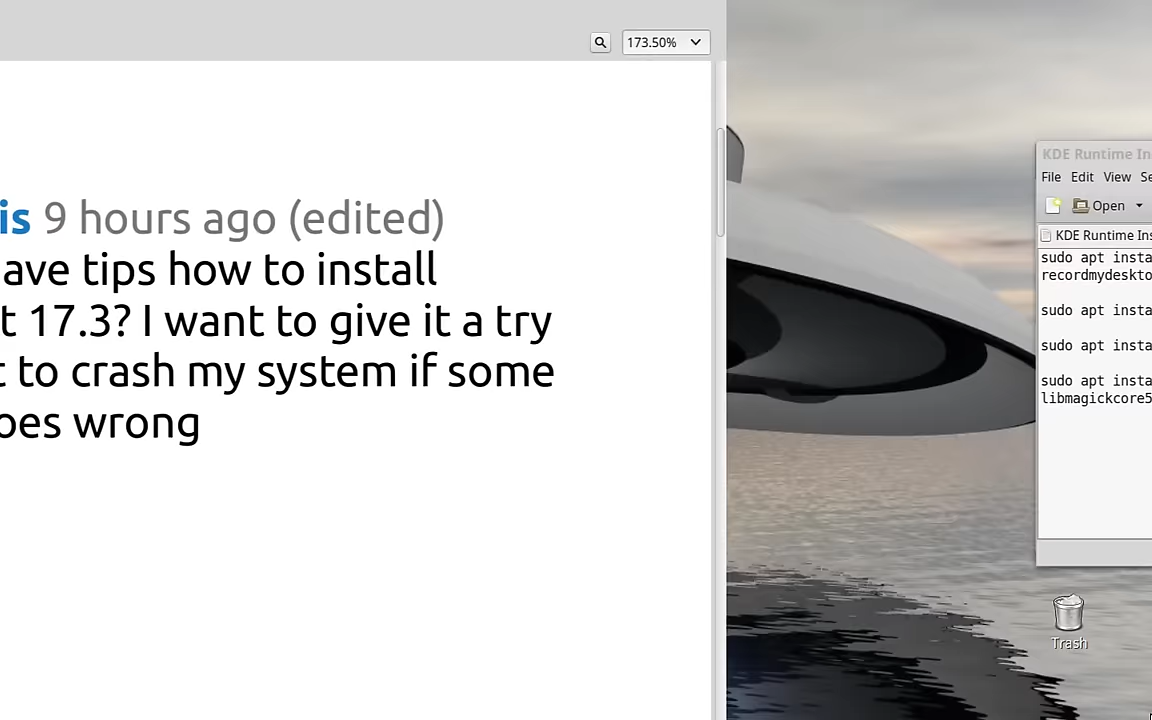 173.50%
is 9 hours ago (edited)
ave tips how to install
t 17.3? I want to give it a try
to crash my system if some
oes wrong
KDE Runtime In
File Edit View Se
Open
KDE Runtime Ins
sudo apt insta
recordmydeskto
sudo apt insta
sudo apt insta
sudo apt insta
libmagickcore5
Trash